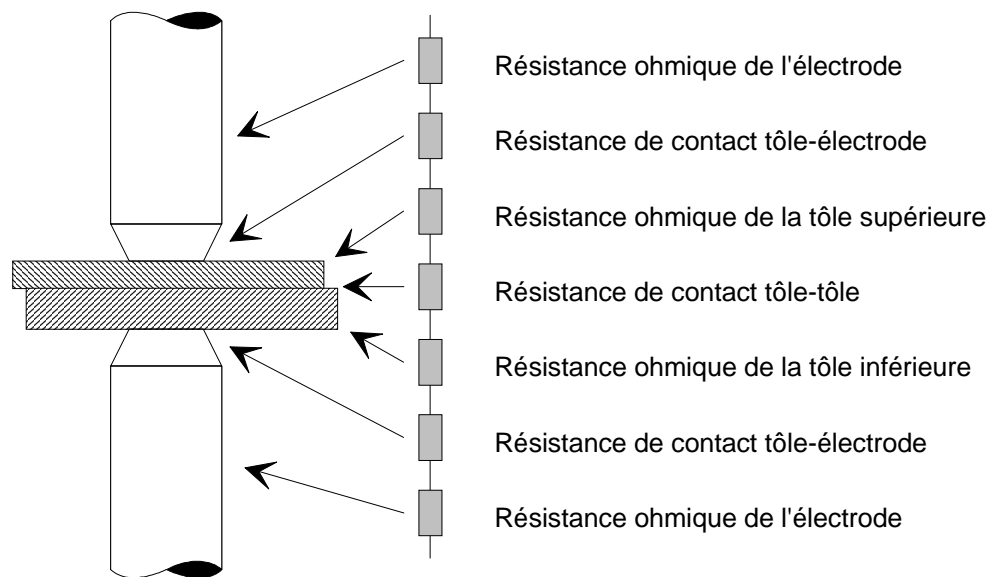 Résistance ohmique de l'électrode
Résistance de contact tôle-électrode
Résistance ohmique de la tôle supérieure
Résistance de contact tôle-tôle
Résistance ohmique de la tôle inférieure
Résistance de contact tôle-électrode
Résistance ohmique de l'électrode